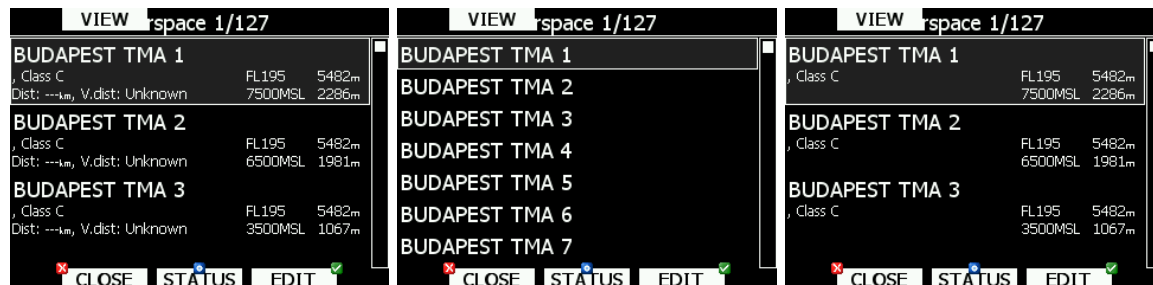 VIEW rspace 1/127
BUDAPEST TMA 1
, Class C FL195 5482m
Dist: ---km, V.dist: Unknown 7500MSL 2286m
BUDAPEST TMA 2
, Class C FL195 5482m
Dist: ---km, V.dist: Unknown 6500MSL 1981m
BUDAPEST TMA 3
, Class C FL195 5482m
Dist: ---km, V.dist: Unknown 3500MSL 1067m
CLOSE STATUS EDIT
VIEW rspace 1/127
BUDAPEST TMA 1
BUDAPEST TMA 2
BUDAPEST TMA 3
BUDAPEST TMA 4
BUDAPEST TMA 5
BUDAPEST TMA 6
BUDAPEST TMA 7
CLOSE STATUS EDIT
VIEW rspace 1/127
BUDAPEST TMA 1
, Class C FL195 5482m
7500MSL 2286m
BUDAPEST TMA 2
, Class C FL195 5482m
6500MSL 1981m
BUDAPEST TMA 3
, Class C FL195 5482m
3500MSL 1067m
CLOSE STATUS EDIT